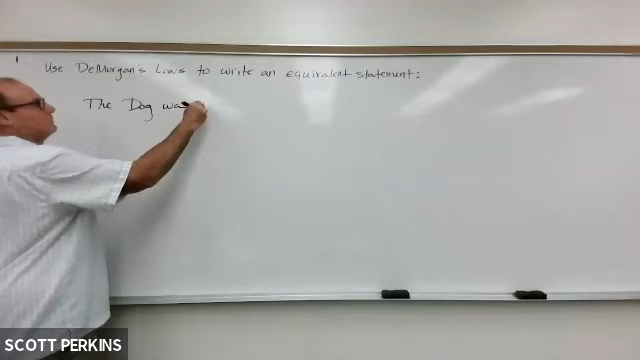 Use DeMorgan's Laws to write an equivalent statement:
The Dog wa
SCOTT PERKINS